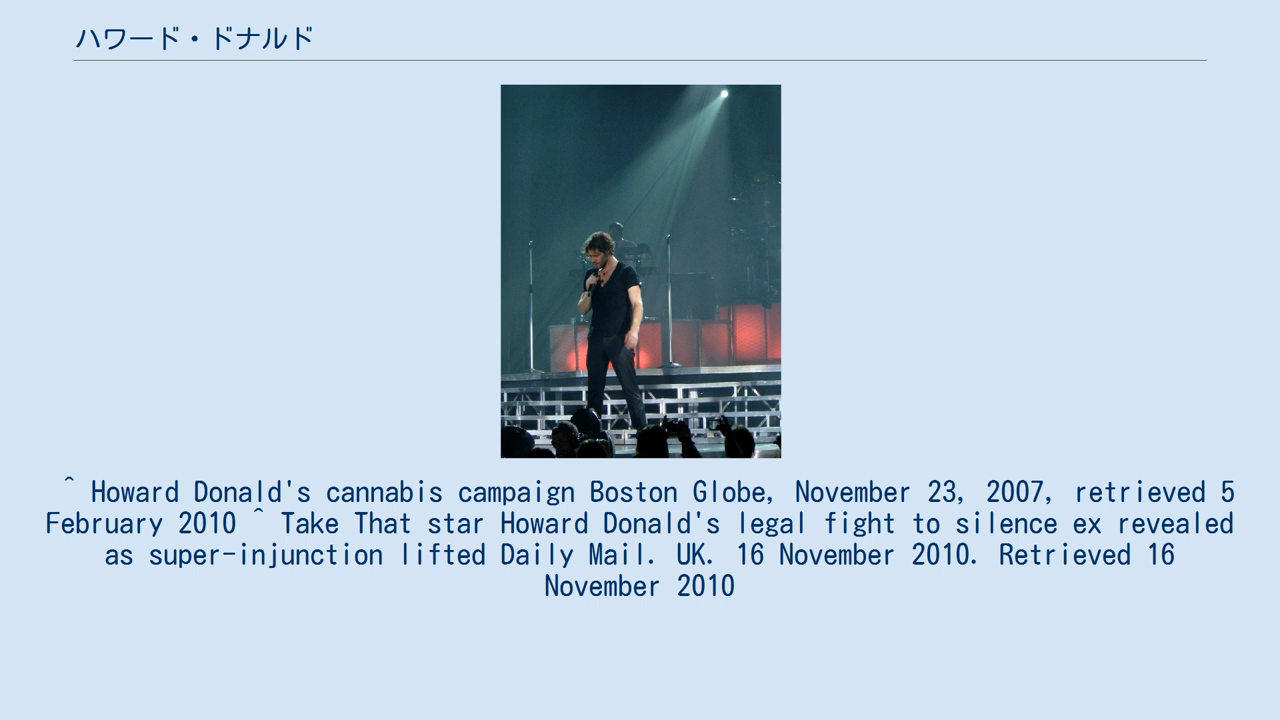 ハワード・ドナルド
^ Howard Donald's cannabis campaign Boston Globe, November 23, 2007, retrieved 5
February 2010 ^ Take That star Howard Donald's legal fight to silence ex revealed
as super-injunction lifted Daily Mail. UK. 16 November 2010. Retrieved 16
November 2010